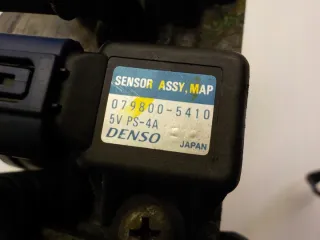 SENSOR ASSY, MAP
079800-5410
5V PS-4A
DENSO
JAPAN